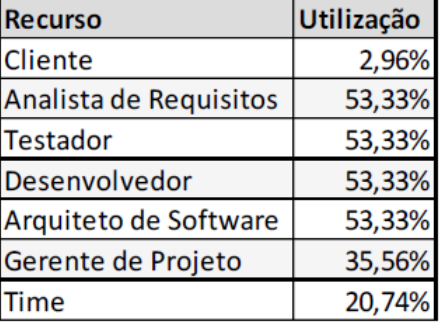 Recurso Utilização
Cliente 2,96%
Analista de Requisitos 53,33%
Testador 53,33%
Desenvolvedor 53,33%
Arquiteto de Software 53,33%
Gerente de Projeto 35,56%
Time 20,74%